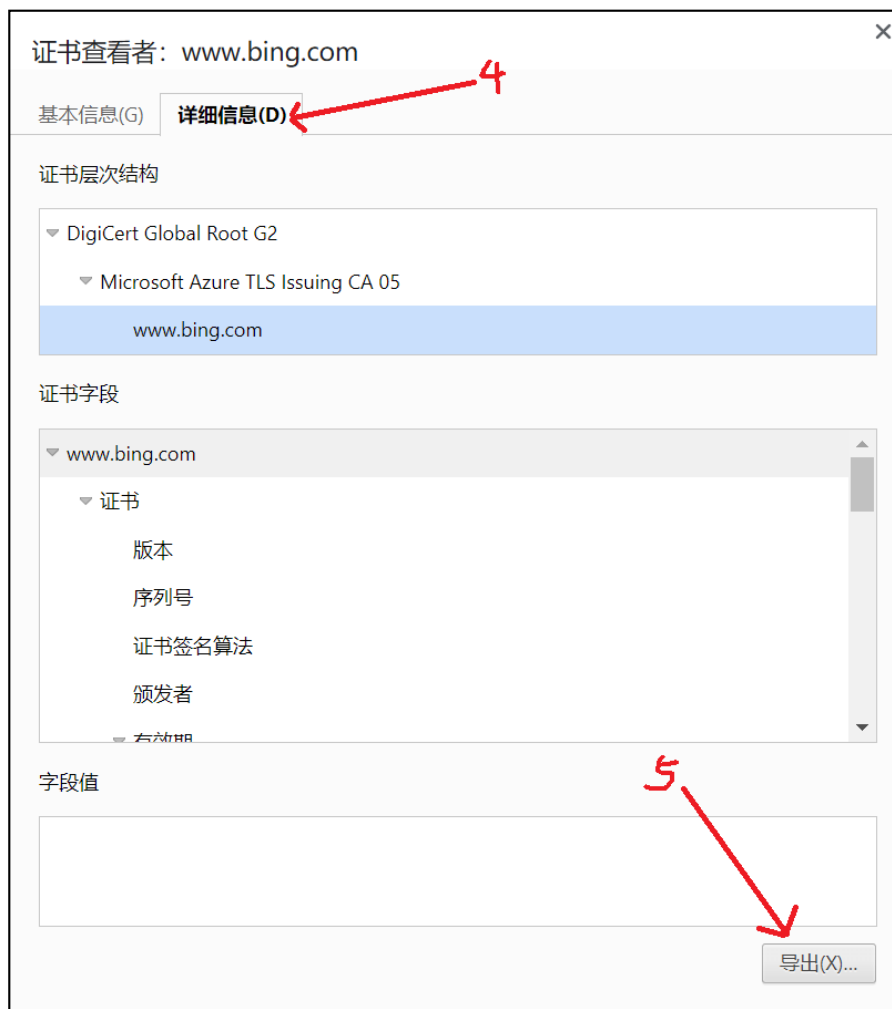 证书查看者：www.bing.com
4
基本信息(G) 详细信息(D)
证书层次结构
DigiCert Global Root G2
Microsoft Azure TLS Issuing CA 05
www.bing.com
证书字段
www.bing.com
证书
版本
序列号
证书签名算法
颁发者
有效期
字段值
5
导出(X)...